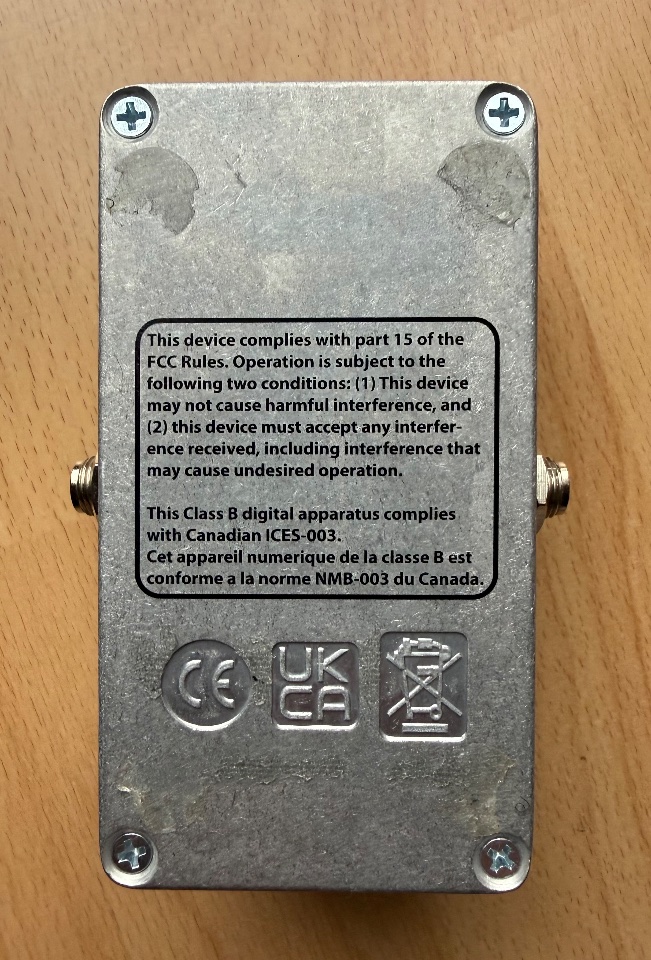 This device complies with part 15 of the
FCC Rules. Operation is subject to the
following two conditions: (1) This device
may not cause harmful interference, and
(2) this device must accept any interfer-
ence received, including interference that
may cause undesired operation.
This Class B digital apparatus complies
with Canadian ICES-003.
Cet appareil numerique de la classe B est
conforme a la norme NMB-003 du Canada.
CE UK
CA